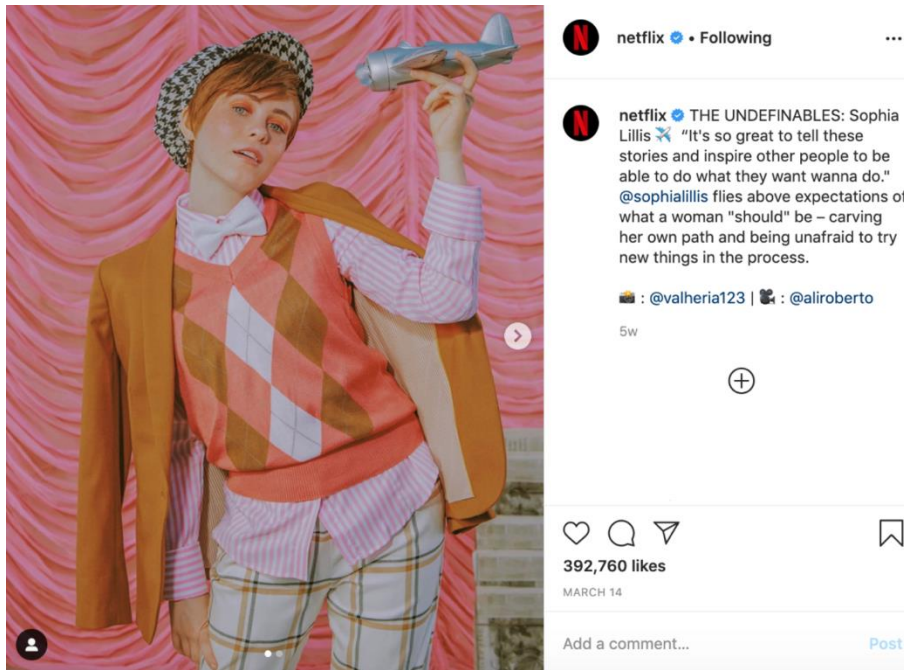 netflix • Following
netflix THE UNDEFINABLES: Sophia
Lillis ✈️ “It's so great to tell these
stories and inspire other people to be
able to do what they want wanna do."
@sophialillis flies above expectations of
what a woman "should" be – carving
her own path and being unafraid to try
new things in the process.
📸 : @valheria123 | 🎥 : @aliroberto
5w
392,760 likes
MARCH 14
Add a comment...
Post